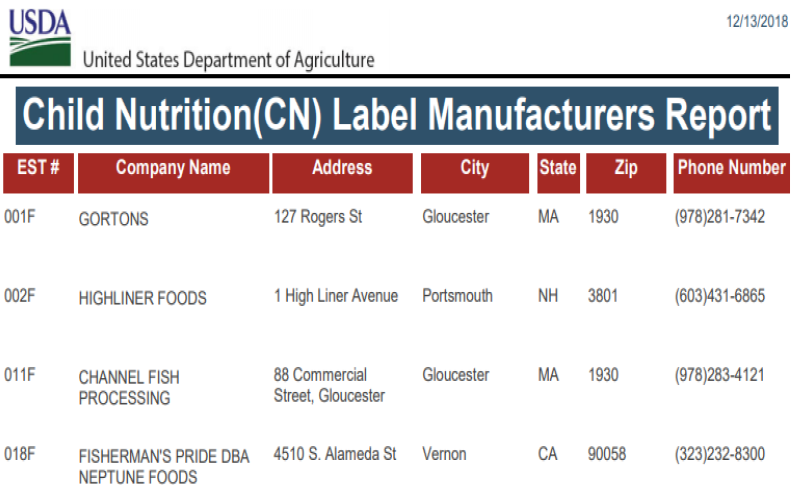 USDA
12/13/2018
United States Department of Agriculture
Child Nutrition(CN) Label Manufacturers Report
EST # Company Name Address City State Zip Phone Number
001F GORTONS 127 Rogers St Gloucester MA 1930 (978)281-7342
002F HIGHLINER FOODS 1 High Liner Avenue Portsmouth NH 3801 (603)431-6865
011F CHANNEL FISH 88 Commercial Gloucester MA 1930 (978)283-4121
PROCESSING Street, Gloucester
018F FISHERMAN'S PRIDE DBA 4510 S. Alameda St Vernon CA 90058 (323)232-8300
NEPTUNE FOODS